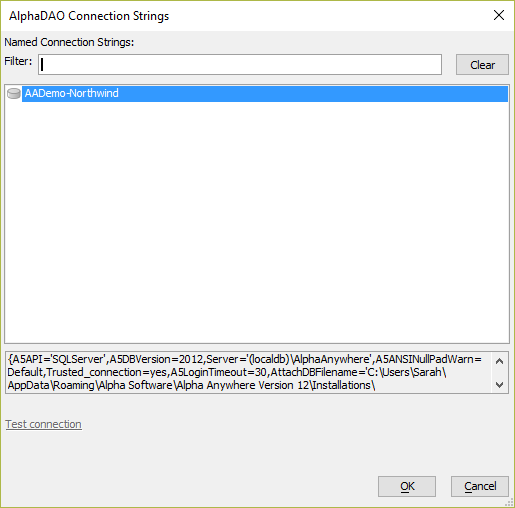 AlphaDAO Connection Strings
Named Connection Strings:
Filter:
Clear
AADemo-Northwind
{A5API='SQLServer',A5DBVersion=2012,Server='(localdb)\AlphaAnywhere',A5ANSINullPadWarn=
Default,Trusted_connection=yes,A5LoginTimeout=30,AttachDBFilename='C:\Users\Sarah\
AppData\Roaming\Alpha Software\Alpha Anywhere Version 12\Installations\
Test connection
OK
Cancel